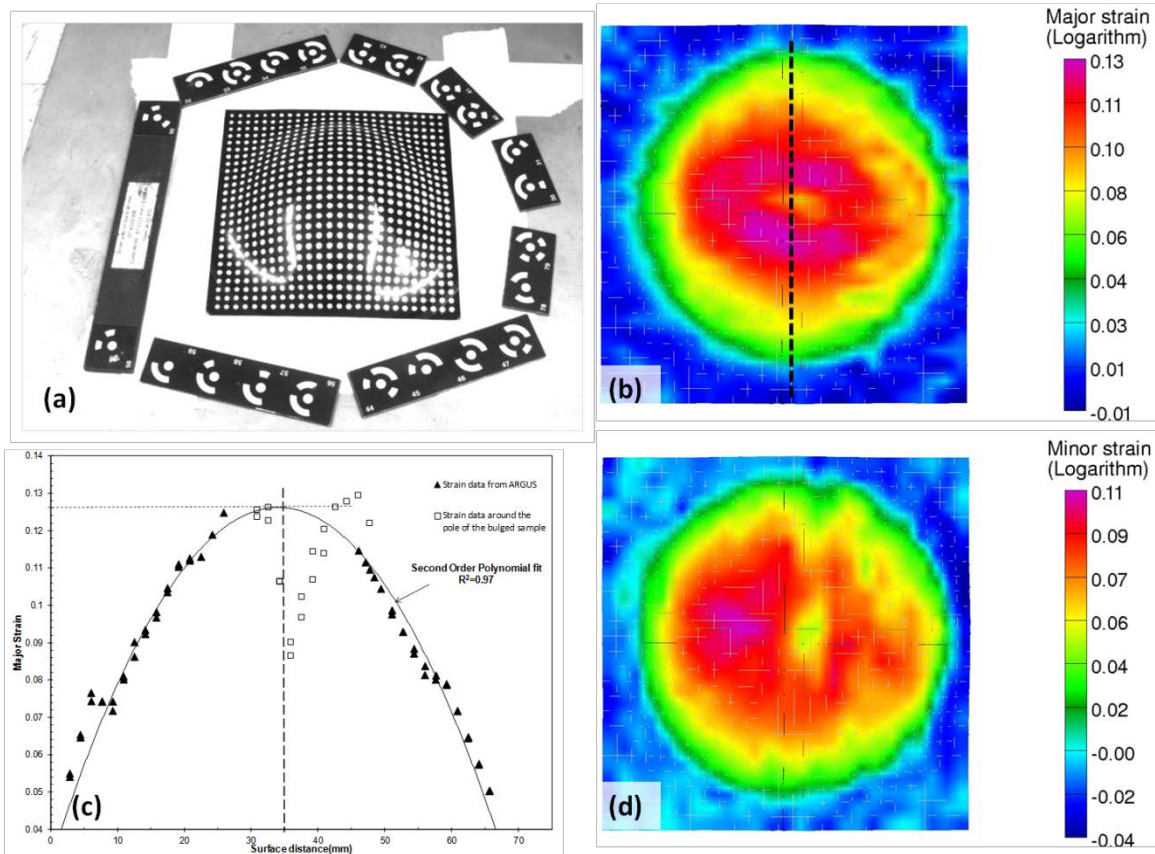 (a)
Major strain
(Logarithm)
0.13
0.11
0.10
0.09
0.07
0.06
0.04
0.03
0.01
-0.01
(b)
0.14
0.13
0.12
0.11
0.1
0.09
0.08
0.07
0.06
0.05
0.04
Major Strain
▲ Strain data from ARGUS
□ Strain data around the
pole of the bulged sample
Second Order Polynomial fit
R²=0.97
(c)
0 10 20 30 40 50 60 70
Surface distance(mm)
Minor strain
(Logarithm)
0.11
0.10
0.09
0.07
0.06
0.04
0.02
-0.00
-0.02
-0.04
(d)